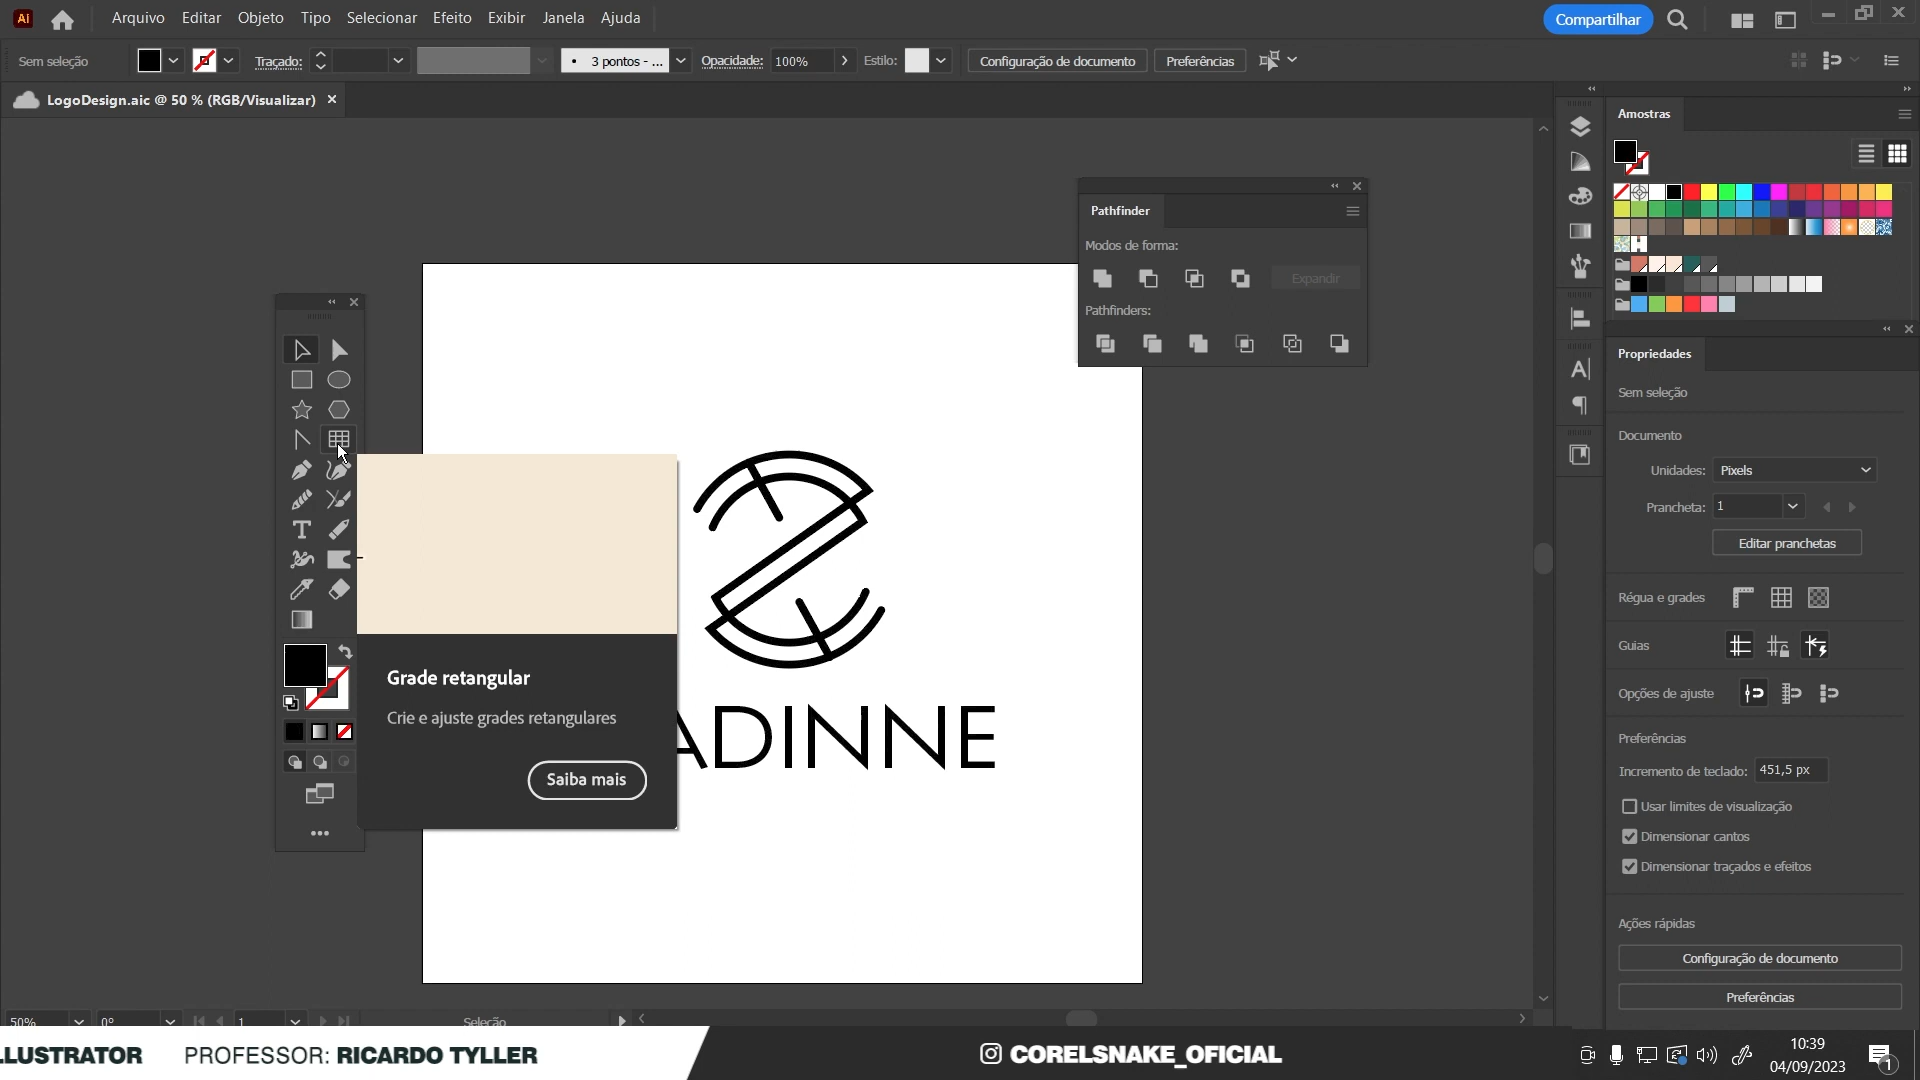 Ai
Arquivo Editar Objeto Tipo Selecionar Efeito Exibir Janela Ajuda
Compartilhar
Sem seleção
Traçado:
3 pontos - ...
Opacidade: 100%
Estilo:
Configuração de documento
Preferências
LogoDesign.aic @ 50 % (RGB/Visualizar)
Pathfinder
Modos de forma:
Expandir
Pathfinders:
Grade retangular
Crie e ajuste grades retangulares
Saiba mais
ADINNE
Amostras
Propriedades
Sem seleção
Documento
Unidades: Pixels
Prancheta: 1
Editar pranchetas
Régua e grades
Guias
Opções de ajuste
Preferências
Incremento de teclado: 451,5 px
Usar limites de visualização
Dimensionar cantos
Dimensionar traçados e efeitos
Ações rápidas
Configuração de documento
Preferências
50% 0° 1 Seleção
LLUSTRATOR PROFESSOR: RICARDO TYLLER
CORELSNAKE_OFICIAL
10:39
04/09/2023
1